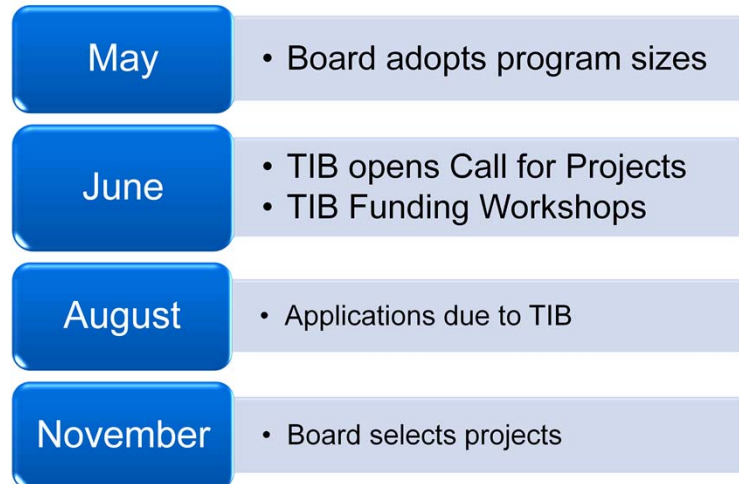 May
• Board adopts program sizes
June
• TIB opens Call for Projects
• TIB Funding Workshops
August
• Applications due to TIB
November
• Board selects projects